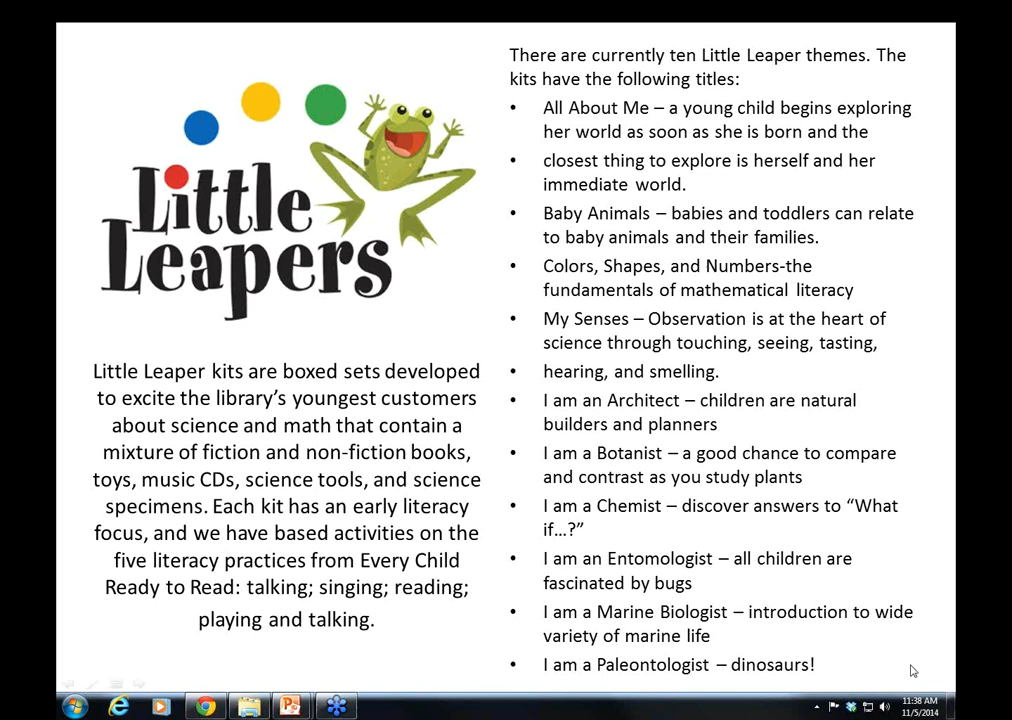 Little
Leapers
Little Leaper kits are boxed sets developed
to excite the library's youngest customers
about science and math that contain a
mixture of fiction and non-fiction books,
toys, music CDs, science tools, and science
specimens. Each kit has an early literacy
focus, and we have based activities on the
five literacy practices from Every Child
Ready to Read: talking; singing; reading;
playing and talking.
There are currently ten Little Leaper themes. The
kits have the following titles:
• All About Me – a young child begins exploring
her world as soon as she is born and the
• closest thing to explore is herself and her
immediate world.
• Baby Animals – babies and toddlers can relate
to baby animals and their families.
• Colors, Shapes, and Numbers-the
fundamentals of mathematical literacy
• My Senses – Observation is at the heart of
science through touching, seeing, tasting,
• hearing, and smelling.
• I am an Architect – children are natural
builders and planners
• I am a Botanist – a good chance to compare
and contrast as you study plants
• I am a Chemist – discover answers to “What
if…?”
• I am an Entomologist – all children are
fascinated by bugs
• I am a Marine Biologist – introduction to wide
variety of marine life
• I am a Paleontologist – dinosaurs!
11:38 AM
11/5/2014